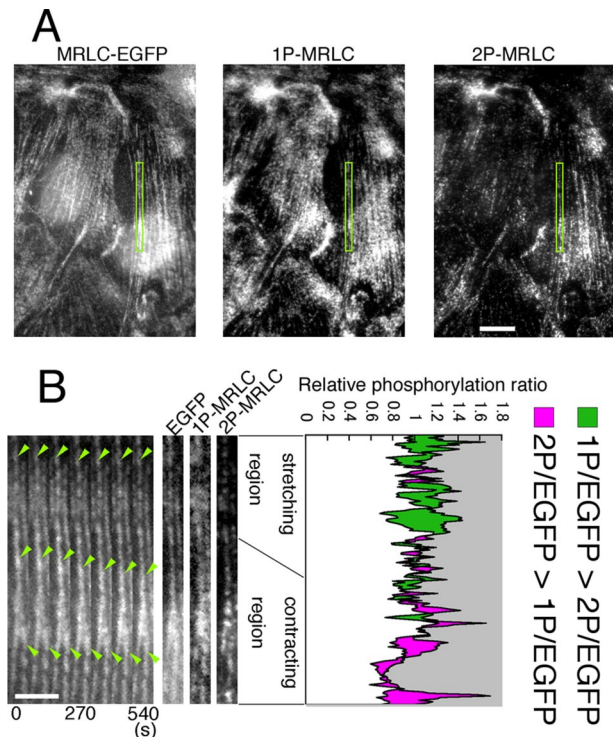 A
MRLC-EGFP 1P-MRLC 2P-MRLC
B
EGFP
1P-MRLC
2P-MRLC
stretching
region
contracting
region
Relative phosphorylation ratio
0 0.2 0.4 0.6 0.8 1 1.2 1.4 1.6 1.8
1P/EGFP > 2P/EGFP
2P/EGFP > 1P/EGFP
0 270 540
(s)